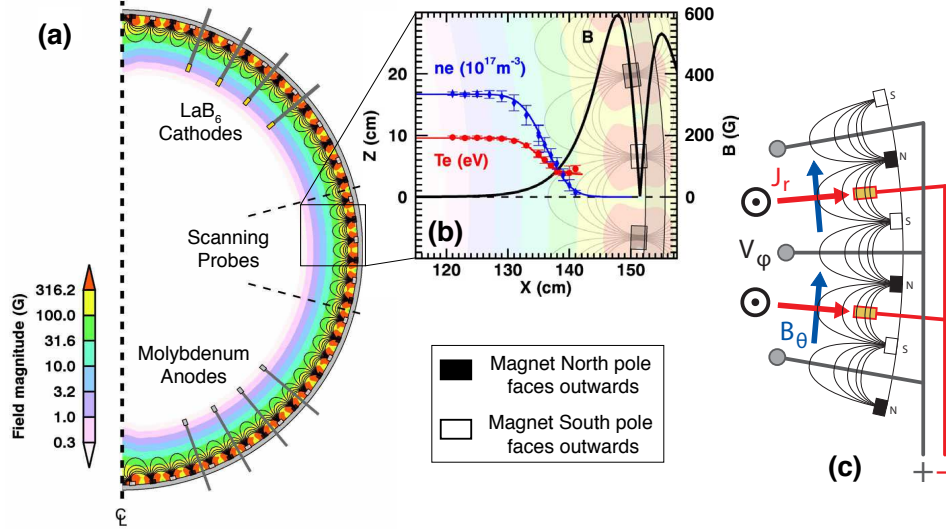 (a)
LaB6
Cathodes
Scanning
Probes
Molybdenum
Anodes
Field magnitude (G)
316.2
100.0
31.6
10.0
3.2
1.0
0.3
℄
(b)
B
ne (10^17 m^-3)
Te (eV)
Z (cm)
20
10
0
120
130
140
150
X (cm)
600
400
200
0
B (G)
Magnet North pole
faces outwards
Magnet South pole
faces outwards
(c)
S
N
S
N
S
N
Jr
Vφ
Bθ
+
−